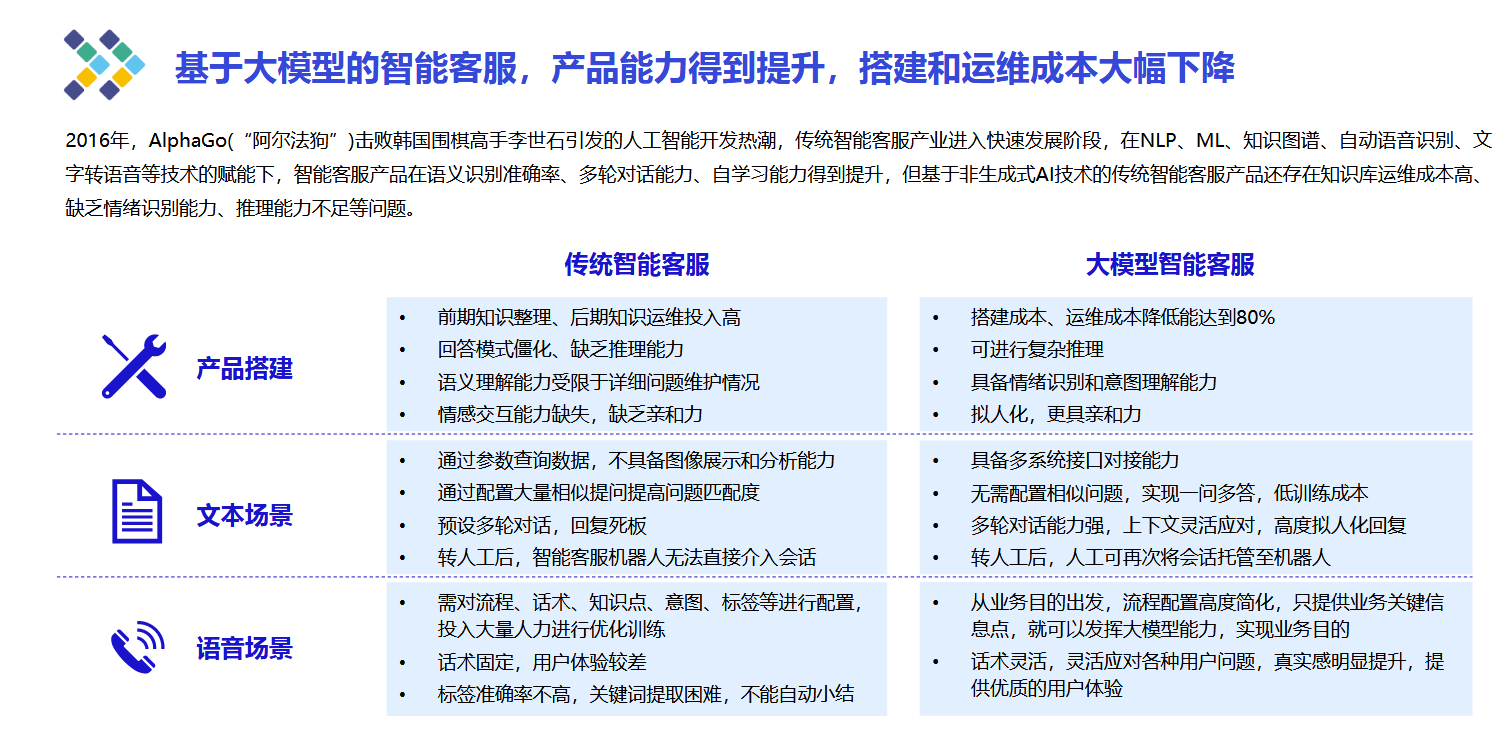 基于大模型的智能客服，产品能力得到提升，搭建和运维成本大幅下降
2016年，AlphaGo(“阿尔法狗”)击败韩国围棋高手李世石引发的人工智能开发热潮，传统智能客服产业进入快速发展阶段，在NLP、ML、知识图谱、自动语音识别、文
字转语音等技术的赋能下，智能客服产品在语义识别准确率、多轮对话能力、自学习能力得到提升，但基于非生成式AI技术的传统智能客服产品还存在知识库运维成本高、
缺乏情绪识别能力、推理能力不足等问题。
传统智能客服
大模型智能客服
产品搭建
• 前期知识整理、后期知识运维投入高
• 回答模式僵化、缺乏推理能力
• 语义理解能力受限于详细问题维护情况
• 情感交互能力缺失，缺乏亲和力
• 搭建成本、运维成本降低能达到80%
• 可进行复杂推理
• 具备情绪识别和意图理解能力
• 拟人化，更具亲和力
文本场景
• 通过参数查询数据，不具备图像展示和分析能力
• 通过配置大量相似提问提高问题匹配度
• 预设多轮对话，回复死板
• 转人工后，智能客服机器人无法直接介入会话
• 具备多系统接口对接能力
• 无需配置相似问题，实现一问多答，低训练成本
• 多轮对话能力强，上下文灵活应对，高度拟人化回复
• 转人工后，人工可再次将会话托管至机器人
语音场景
• 需对流程、话术、知识点、意图、标签等进行配置，
投入大量人力进行优化训练
• 话术固定，用户体验较差
• 标签准确率不高，关键词提取困难，不能自动小结
• 从业务目的出发，流程配置高度简化，只提供业务关键信
息点，就可以发挥大模型能力，实现业务目的
• 话术灵活，灵活应对各种用户问题，真实感明显提升，提
供优质的用户体验